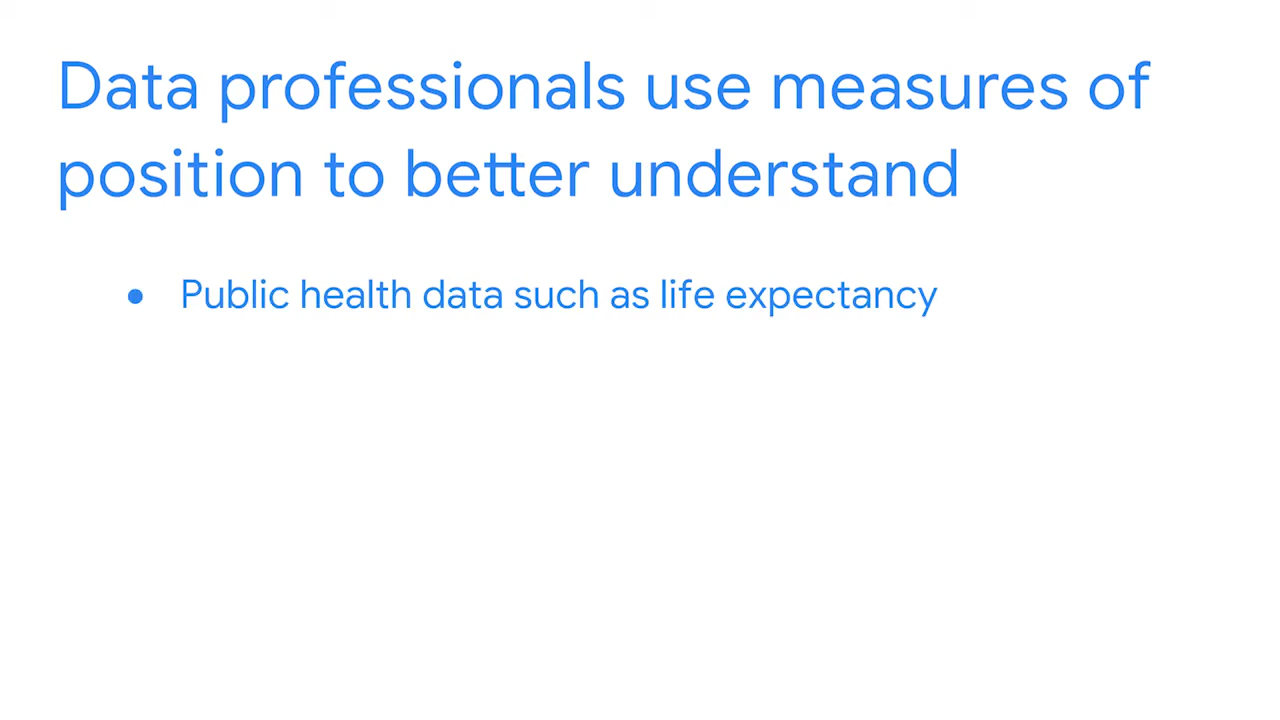 Data professionals use measures of
position to better understand
● Public health data such as life expectancy